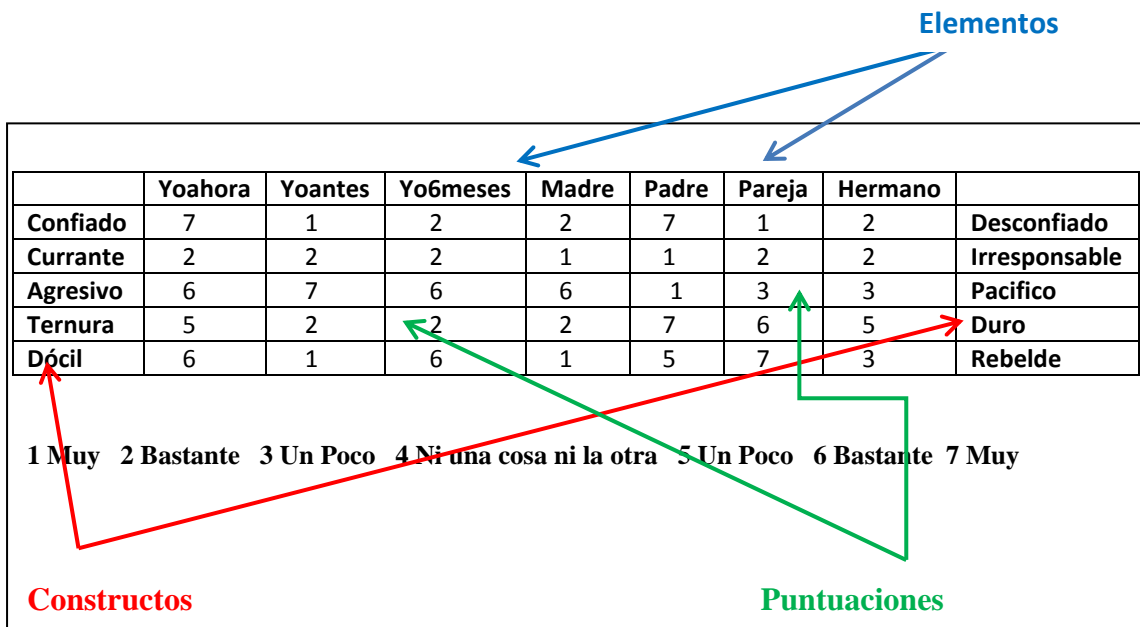 Elementos
Yoahora Yoantes Yo6meses Madre Padre Pareja Hermano
Confiado 7 1 2 2 7 1 2 Desconfiado
Currante 2 2 2 1 1 2 2 Irresponsable
Agresivo 6 7 6 6 1 3 3 Pacifico
Ternura 5 2 2 2 7 6 5 Duro
Dócil 6 1 6 1 5 7 3 Rebelde
1 Muy 2 Bastante 3 Un Poco 4 Ni una cosa ni la otra 5 Un Poco 6 Bastante 7 Muy
Constructos Puntuaciones